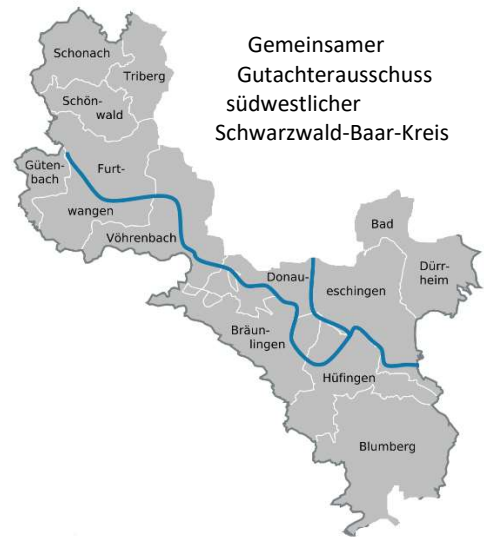 Gemeinsamer
Gutachterausschuss
südwestlicher
Schwarzwald-Baar-Kreis
Schonach
Triberg
Schön-
wald
Güten-
bach
Furt-
wangen
Vöhrenbach
Bad
Dürr-
heim
Donau-
eschingen
Bräun-
lingen
Hüfingen
Blumberg